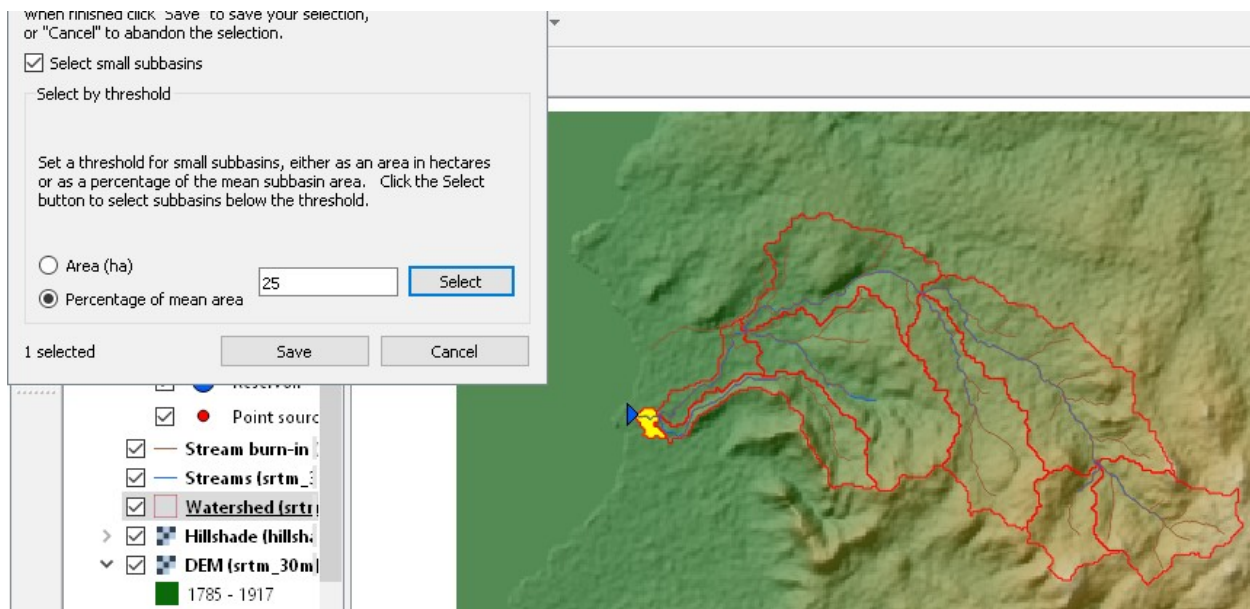 when finished click "Save" to save your selection,
or "Cancel" to abandon the selection.
Select small subbasins
Select by threshold
Set a threshold for small subbasins, either as an area in hectares
or as a percentage of the mean subbasin area. Click the Select
button to select subbasins below the threshold.
Area (ha)
Percentage of mean area
25
Select
1 selected
Save
Cancel
Reservoir
Point sourc
Stream burn-in
Streams (srtm_3
Watershed (srtm
Hillshade (hillsha
DEM (srtm_30m
1785 - 1917